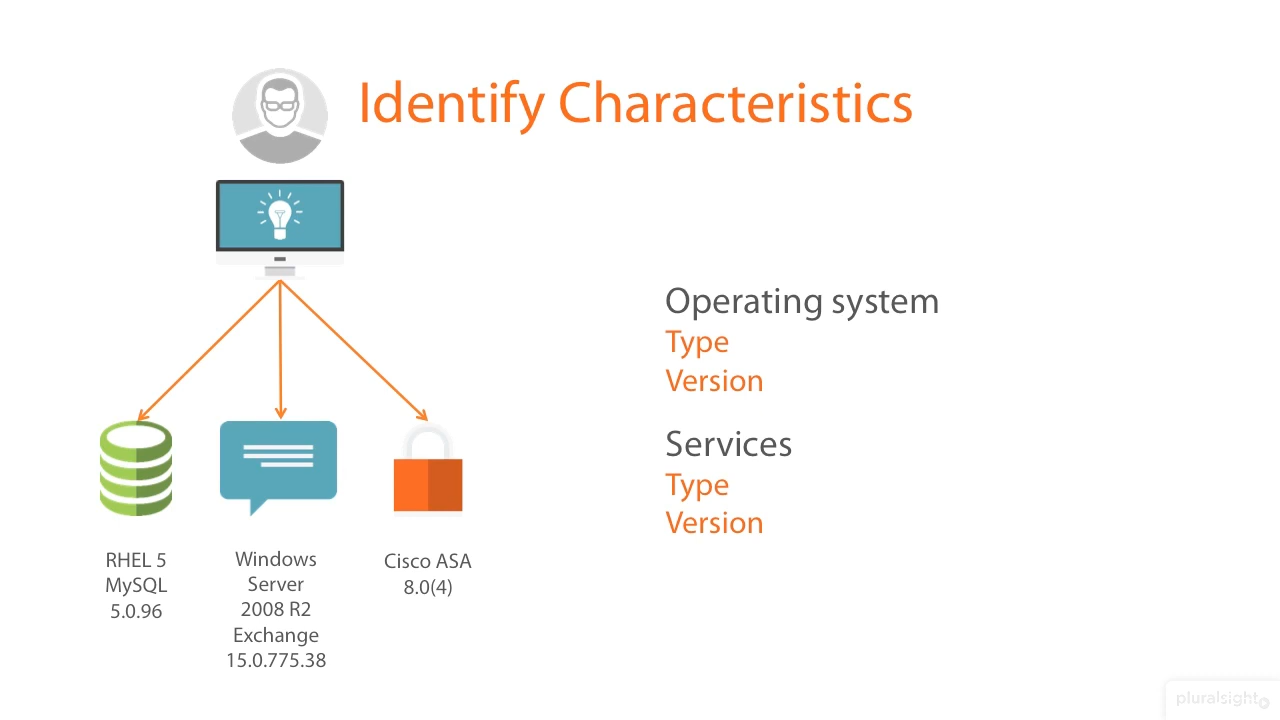 Identify Characteristics
Operating system
Type
Version
Services
Type
Version
RHEL 5
MySQL
5.0.96
Windows
Server
2008 R2
Exchange
15.0.775.38
Cisco ASA
8.0(4)
pluralsight